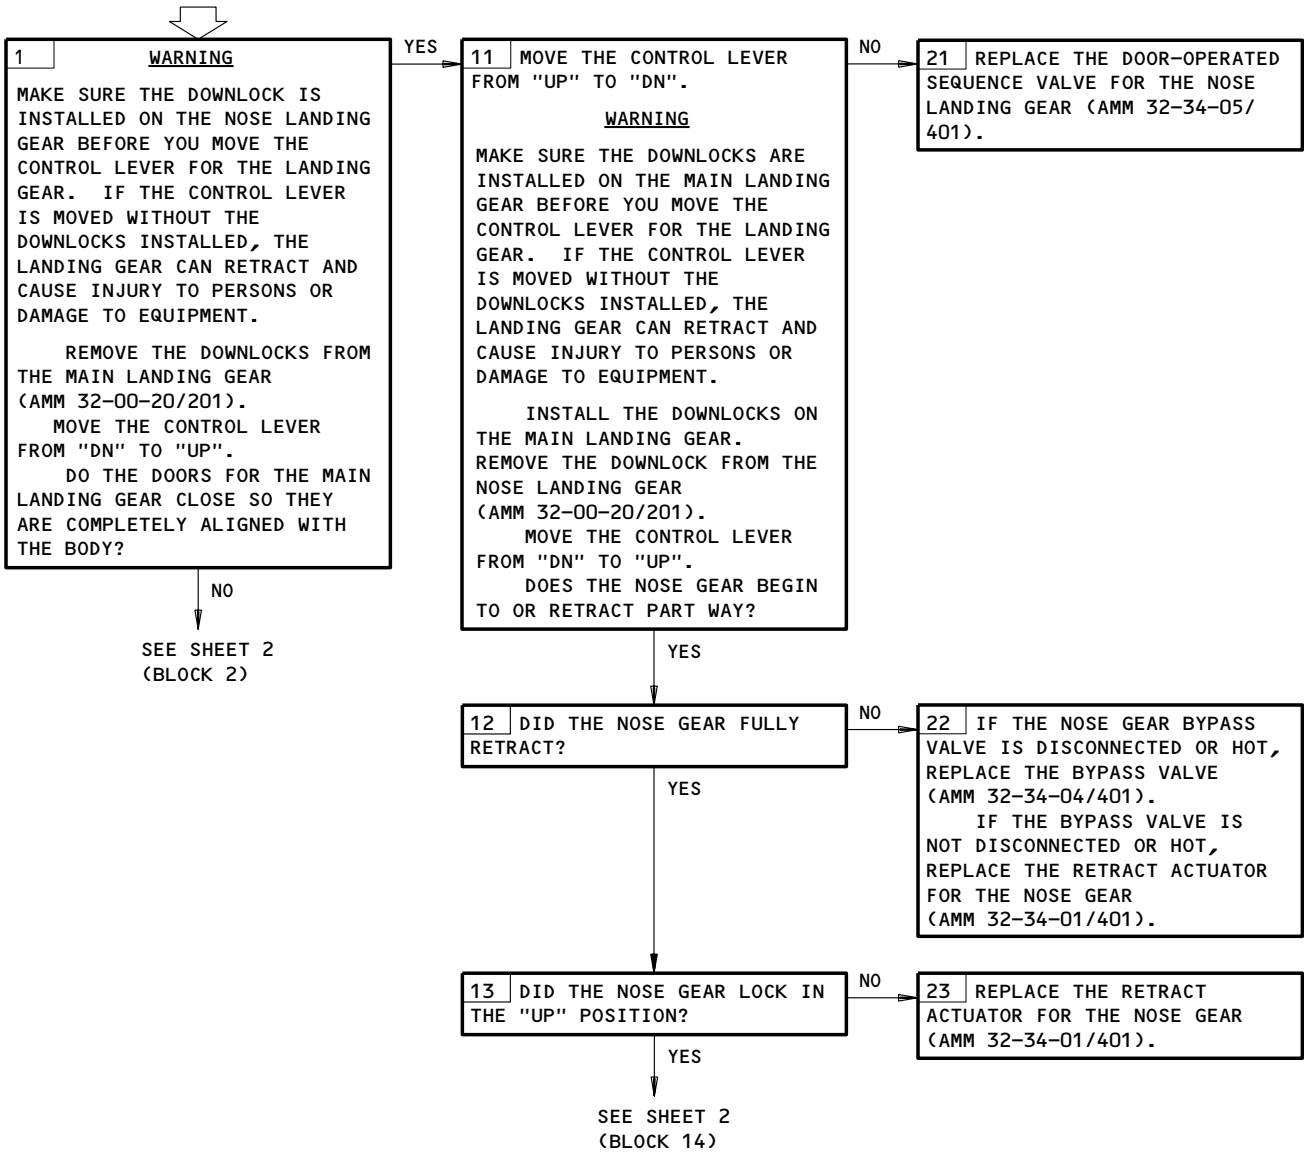 1
WARNING
MAKE SURE THE DOWNLOCK IS
INSTALLED ON THE NOSE LANDING
GEAR BEFORE YOU MOVE THE
CONTROL LEVER FOR THE LANDING
GEAR.  IF THE CONTROL LEVER
IS MOVED WITHOUT THE
DOWNLOCKS INSTALLED, THE
LANDING GEAR CAN RETRACT AND
CAUSE INJURY TO PERSONS OR
DAMAGE TO EQUIPMENT.
REMOVE THE DOWNLOCKS FROM
THE MAIN LANDING GEAR
(AMM 32-00-20/201).
MOVE THE CONTROL LEVER
FROM "DN" TO "UP".
DO THE DOORS FOR THE MAIN
LANDING GEAR CLOSE SO THEY
ARE COMPLETELY ALIGNED WITH
THE BODY?
YES
NO
SEE SHEET 2
(BLOCK 2)
11 MOVE THE CONTROL LEVER
FROM "UP" TO "DN".
WARNING
MAKE SURE THE DOWNLOCKS ARE
INSTALLED ON THE MAIN LANDING
GEAR BEFORE YOU MOVE THE
CONTROL LEVER FOR THE LANDING
GEAR.  IF THE CONTROL LEVER
IS MOVED WITHOUT THE
DOWNLOCKS INSTALLED, THE
LANDING GEAR CAN RETRACT AND
CAUSE INJURY TO PERSONS OR
DAMAGE TO EQUIPMENT.
INSTALL THE DOWNLOCKS ON
THE MAIN LANDING GEAR.
REMOVE THE DOWNLOCK FROM THE
NOSE LANDING GEAR
(AMM 32-00-20/201).
MOVE THE CONTROL LEVER
FROM "DN" TO "UP".
DOES THE NOSE GEAR BEGIN
TO OR RETRACT PART WAY?
NO
21 REPLACE THE DOOR-OPERATED
SEQUENCE VALVE FOR THE NOSE
LANDING GEAR (AMM 32-34-05/
401).
YES
12 DID THE NOSE GEAR FULLY
RETRACT?
NO
22 IF THE NOSE GEAR BYPASS
VALVE IS DISCONNECTED OR HOT,
REPLACE THE BYPASS VALVE
(AMM 32-34-04/401).
IF THE BYPASS VALVE IS
NOT DISCONNECTED OR HOT,
REPLACE THE RETRACT ACTUATOR
FOR THE NOSE GEAR
(AMM 32-34-01/401).
YES
13 DID THE NOSE GEAR LOCK IN
THE "UP" POSITION?
NO
23 REPLACE THE RETRACT
ACTUATOR FOR THE NOSE GEAR
(AMM 32-34-01/401).
YES
SEE SHEET 2
(BLOCK 14)